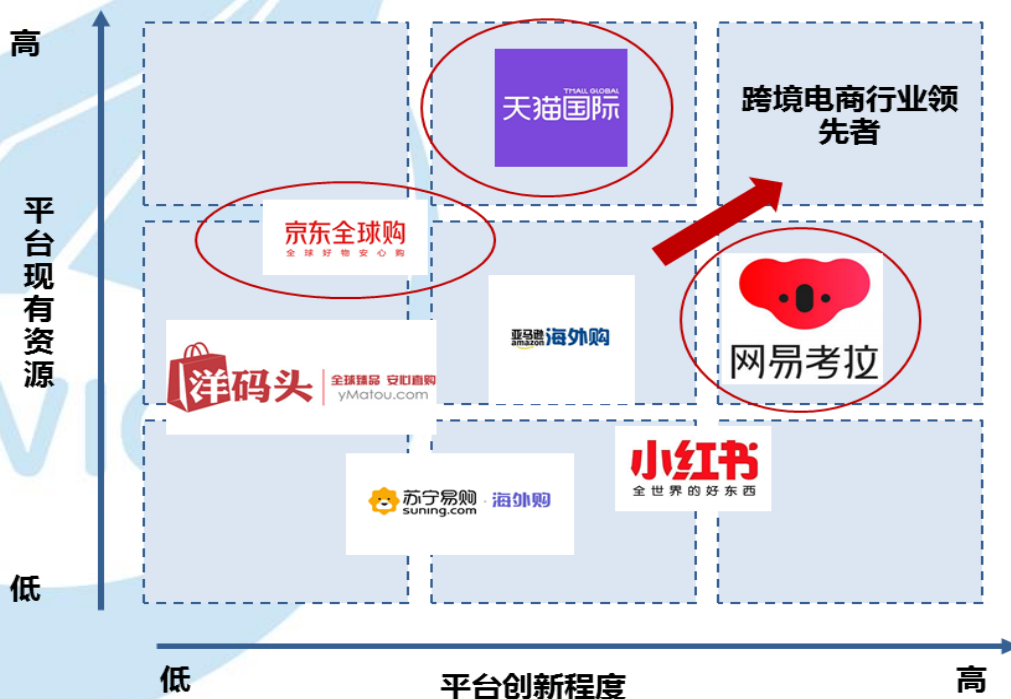 高
TMALL GLOBAL
天猫国际
跨境电商行业领
先者
京东全球购
全球好物安心购
平台现有资源
亚马逊
amazon
海外购
网易考拉
洋码头
全球臻品 安心直购
yMatou.com
小红书
全世界的好东西
苏宁易购
suning.com
· 海外购
低
低
平台创新程度
高